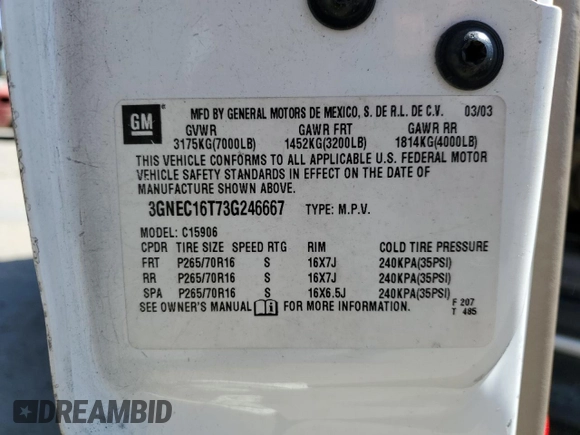 GM
MFD BY GENERAL MOTORS DE MEXICO, S. DE R.L. DE C.V. 03/03
GVWR GAWR FRT GAWR RR
3175KG(7000LB) 1452KG(3200LB) 1814KG(4000LB)
THIS VEHICLE CONFORMS TO ALL APPLICABLE U.S. FEDERAL MOTOR
VEHICLE SAFETY STANDARDS IN EFFECT ON THE DATE OF
MANUFACTURE SHOWN ABOVE.
3GNEC16T73G246667 TYPE: M.P.V.
MODEL: C15906
CPDR TIRE SIZE SPEED RTG RIM COLD TIRE PRESSURE
FRT P265/70R16 S 16X7J 240KPA(35PSI)
RR P265/70R16 S 16X7J 240KPA(35PSI)
SPA P265/70R16 S 16X6.5J 240KPA(35PSI)
SEE OWNER'S MANUAL FOR MORE INFORMATION. F 207
T 485
DREAMBID